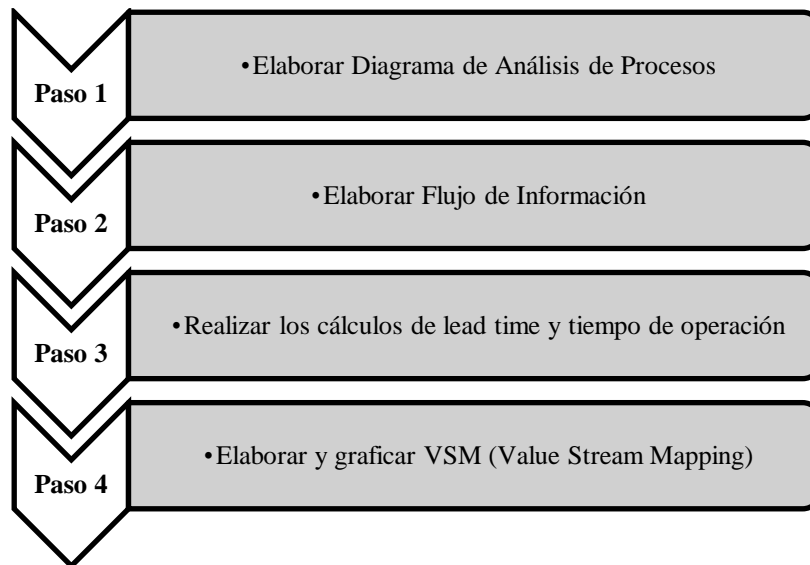 Paso 1
•Elaborar Diagrama de Análisis de Procesos
Paso 2
•Elaborar Flujo de Información
Paso 3
•Realizar los cálculos de lead time y tiempo de operación
Paso 4
•Elaborar y graficar VSM (Value Stream Mapping)